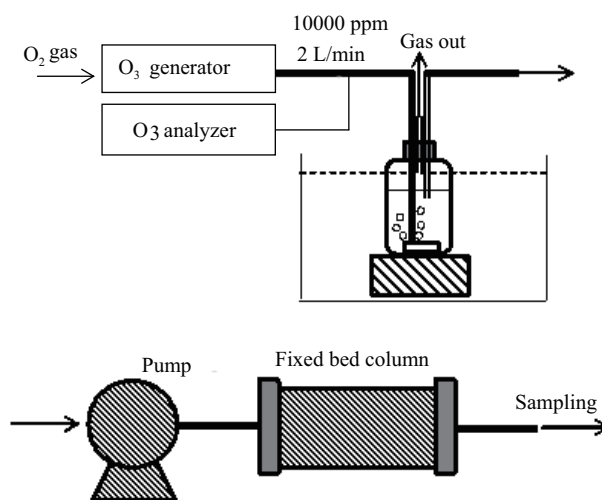 10000 ppm
2 L/min
Gas out
O₂ gas
O₃ generator
O3 analyzer
Pump
Fixed bed column
Sampling